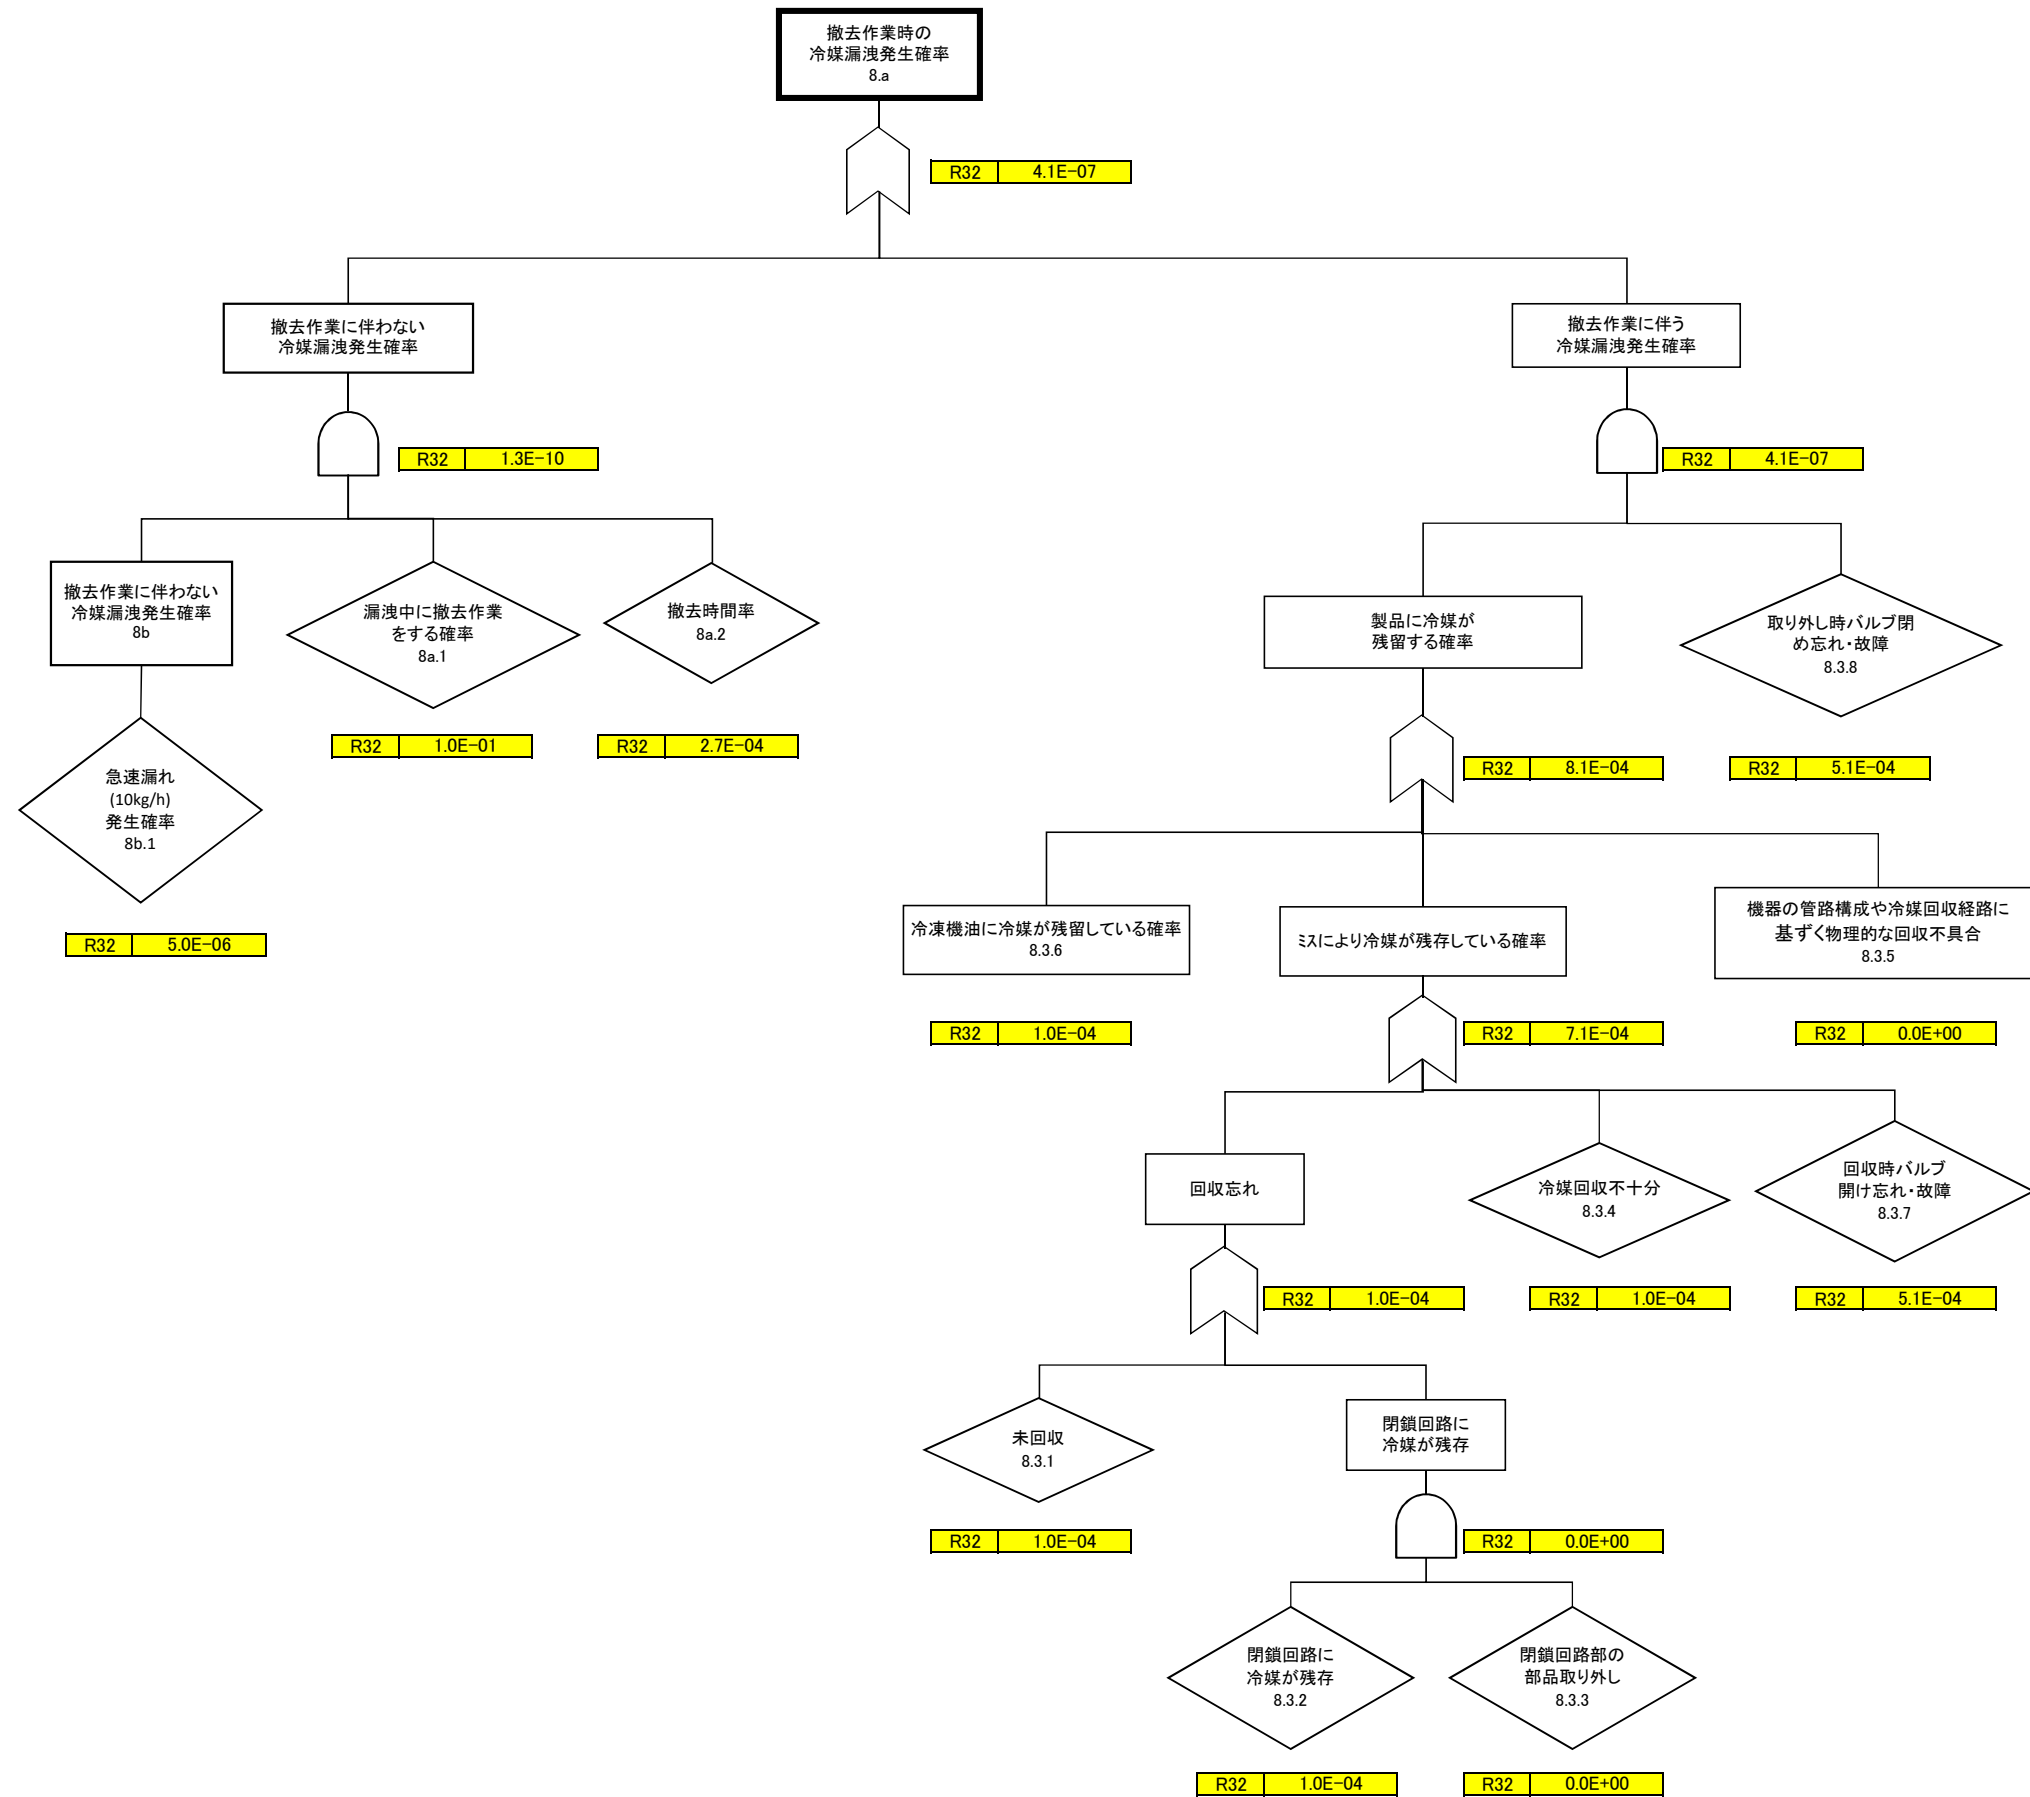 撤去作業時の
冷媒漏洩発生確率
8.a
R32 4.1E-07
撤去作業に伴わない
冷媒漏洩発生確率
撤去作業に伴う
冷媒漏洩発生確率
R32 1.3E-10
R32 4.1E-07
撤去作業に伴わない
冷媒漏洩発生確率
8b
漏洩中に撤去作業
をする確率
8a.1
撤去時間率
8a.2
製品に冷媒が
残留する確率
取り外し時バルブ閉
め忘れ・故障
8.3.8
R32 1.0E-01
R32 2.7E-04
R32 8.1E-04
R32 5.1E-04
急速漏れ
(10kg/h)
発生確率
8b.1
R32 5.0E-06
冷凍機油に冷媒が残留している確率
8.3.6
ミスにより冷媒が残存している確率
機器の管路構成や冷媒回収経路に
基ずく物理的な回収不具合
8.3.5
R32 1.0E-04
R32 7.1E-04
R32 0.0E+00
回収忘れ
冷媒回収不十分
8.3.4
回収時バルブ
開け忘れ・故障
8.3.7
R32 1.0E-04
R32 1.0E-04
R32 5.1E-04
未回収
8.3.1
閉鎖回路に
冷媒が残存
R32 1.0E-04
R32 0.0E+00
閉鎖回路に
冷媒が残存
8.3.2
閉鎖回路部の
部品取り外し
8.3.3
R32 1.0E-04
R32 0.0E+00